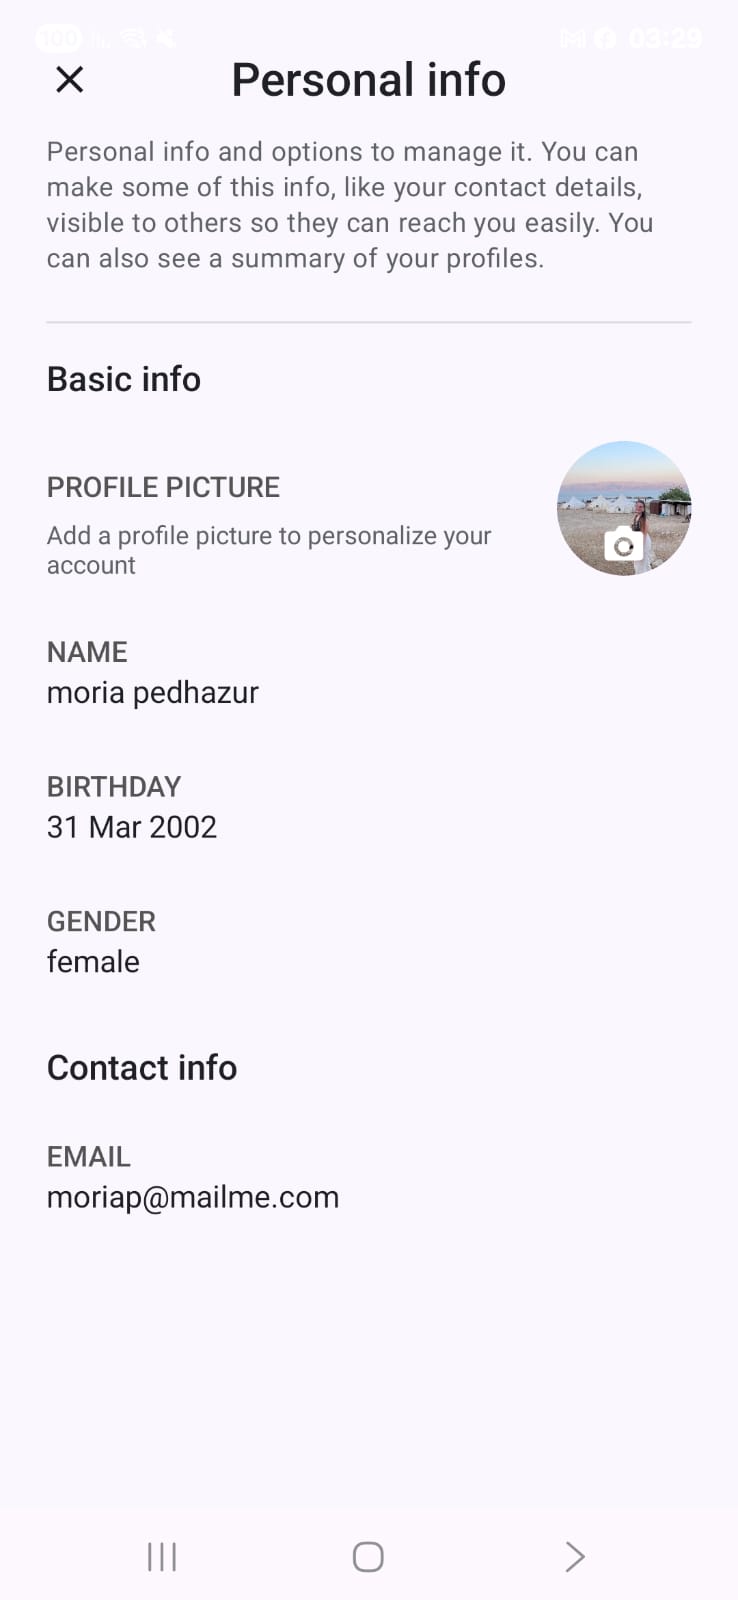 100
03:29
Personal info
Personal info and options to manage it. You can
make some of this info, like your contact details,
visible to others so they can reach you easily. You
can also see a summary of your profiles.
Basic info
PROFILE PICTURE
Add a profile picture to personalize your
account
NAME
moria pedhazur
BIRTHDAY
31 Mar 2002
GENDER
female
Contact info
EMAIL
moriap@mailme.com